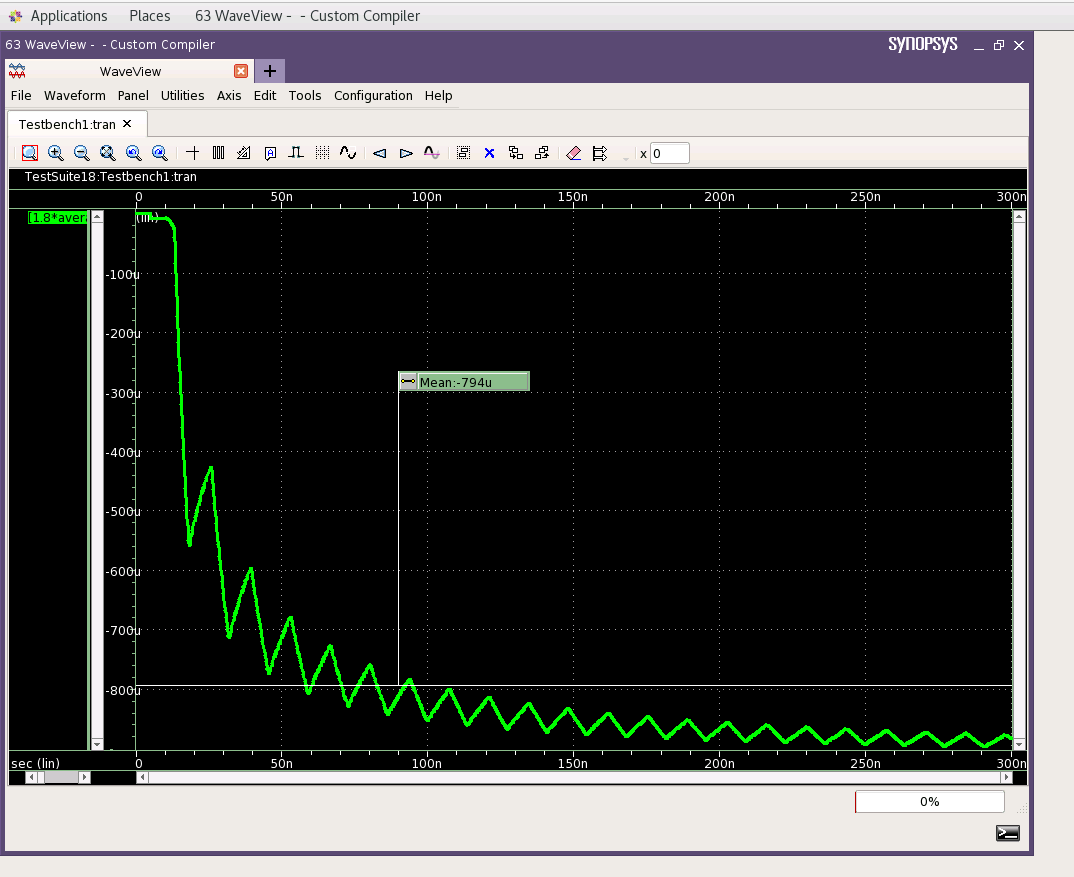 Applications Places 63 WaveView - - Custom Compiler
63 WaveView - - Custom Compiler SYNOPSYS
WaveView
File Waveform Panel Utilities Axis Edit Tools Configuration Help
Testbench1:tran
x 0
TestSuite18:Testbench1:tran
0 50n 100n 150n 200n 250n 300n
[1.8*aver (lin)
-100u
-200u
Mean:-794u
-300u
-400u
-500u
-600u
-700u
-800u
sec (lin) 0 50n 100n 150n 200n 250n 300n
0%